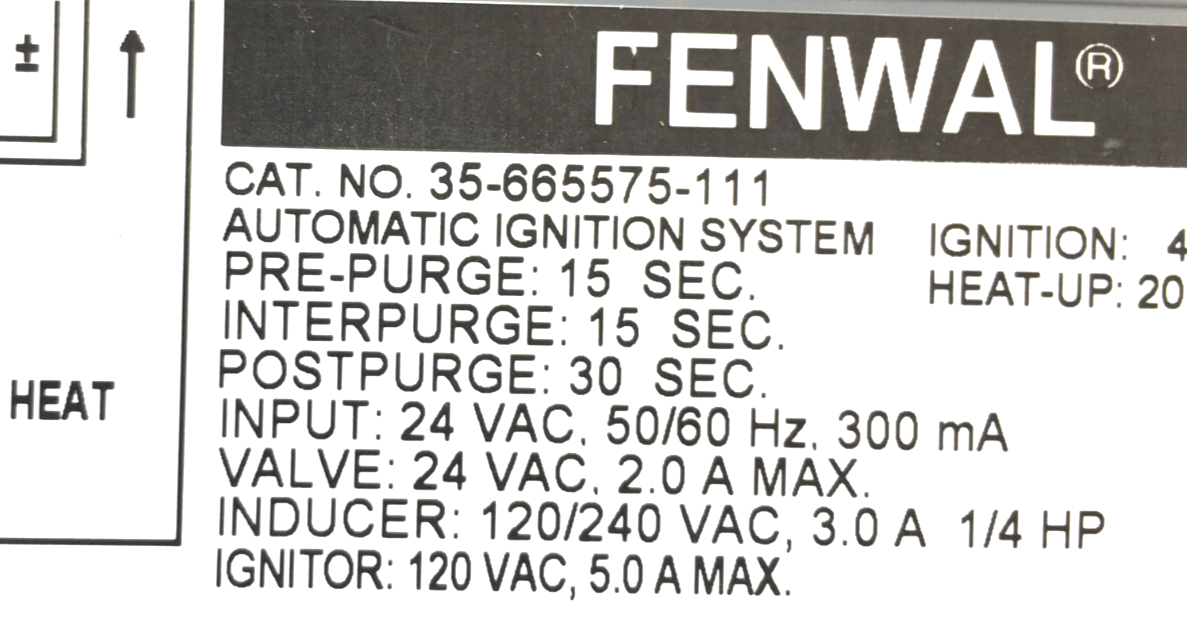 ±
FENWAL®
CAT. NO. 35-665575-111
AUTOMATIC IGNITION SYSTEM IGNITION: 4
PRE-PURGE: 15 SEC. HEAT-UP: 20
INTERPURGE: 15 SEC.
POSTPURGE: 30 SEC.
HEAT
INPUT: 24 VAC, 50/60 Hz, 300 mA
VALVE: 24 VAC, 2.0 A MAX.
INDUCER: 120/240 VAC, 3.0 A 1/4 HP
IGNITOR: 120 VAC, 5.0 A MAX.